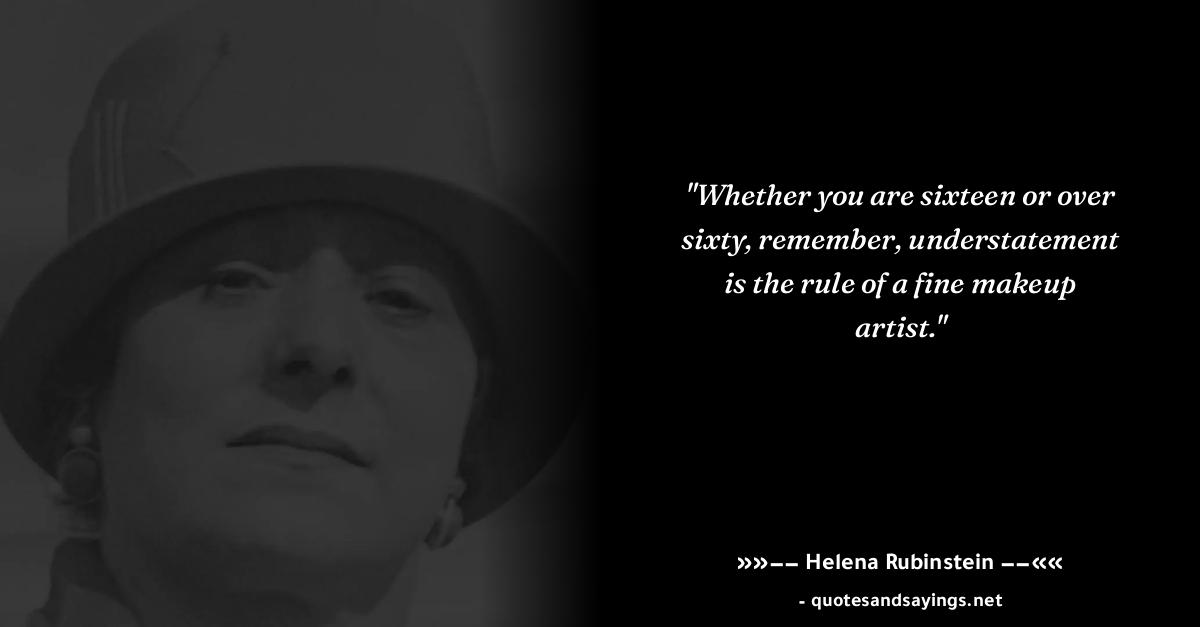 "Whether you are sixteen or over
sixty, remember, understatement
is the rule of a fine makeup
artist."
»»−− Helena Rubinstein −−««
- quotesandsayings.net